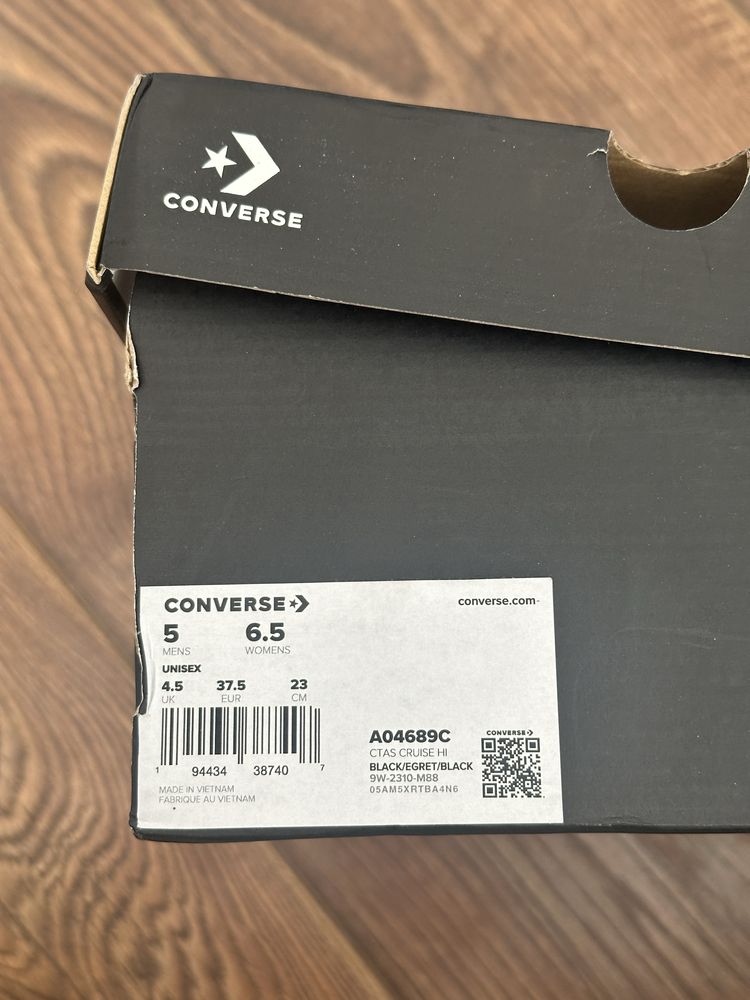 CONVERSE
CONVERSE
converse.com
5 6.5
MENS WOMENS
UNISEX
4.5 37.5 23
UK EUR CM
1 94434 38740 7
MADE IN VIETNAM
FABRIQUE AU VIETNAM
A04689C
CTAS CRUISE HI
BLACK/EGRET/BLACK
9W-2310-M88
05AM5XRTBA4N6
CONVERSE